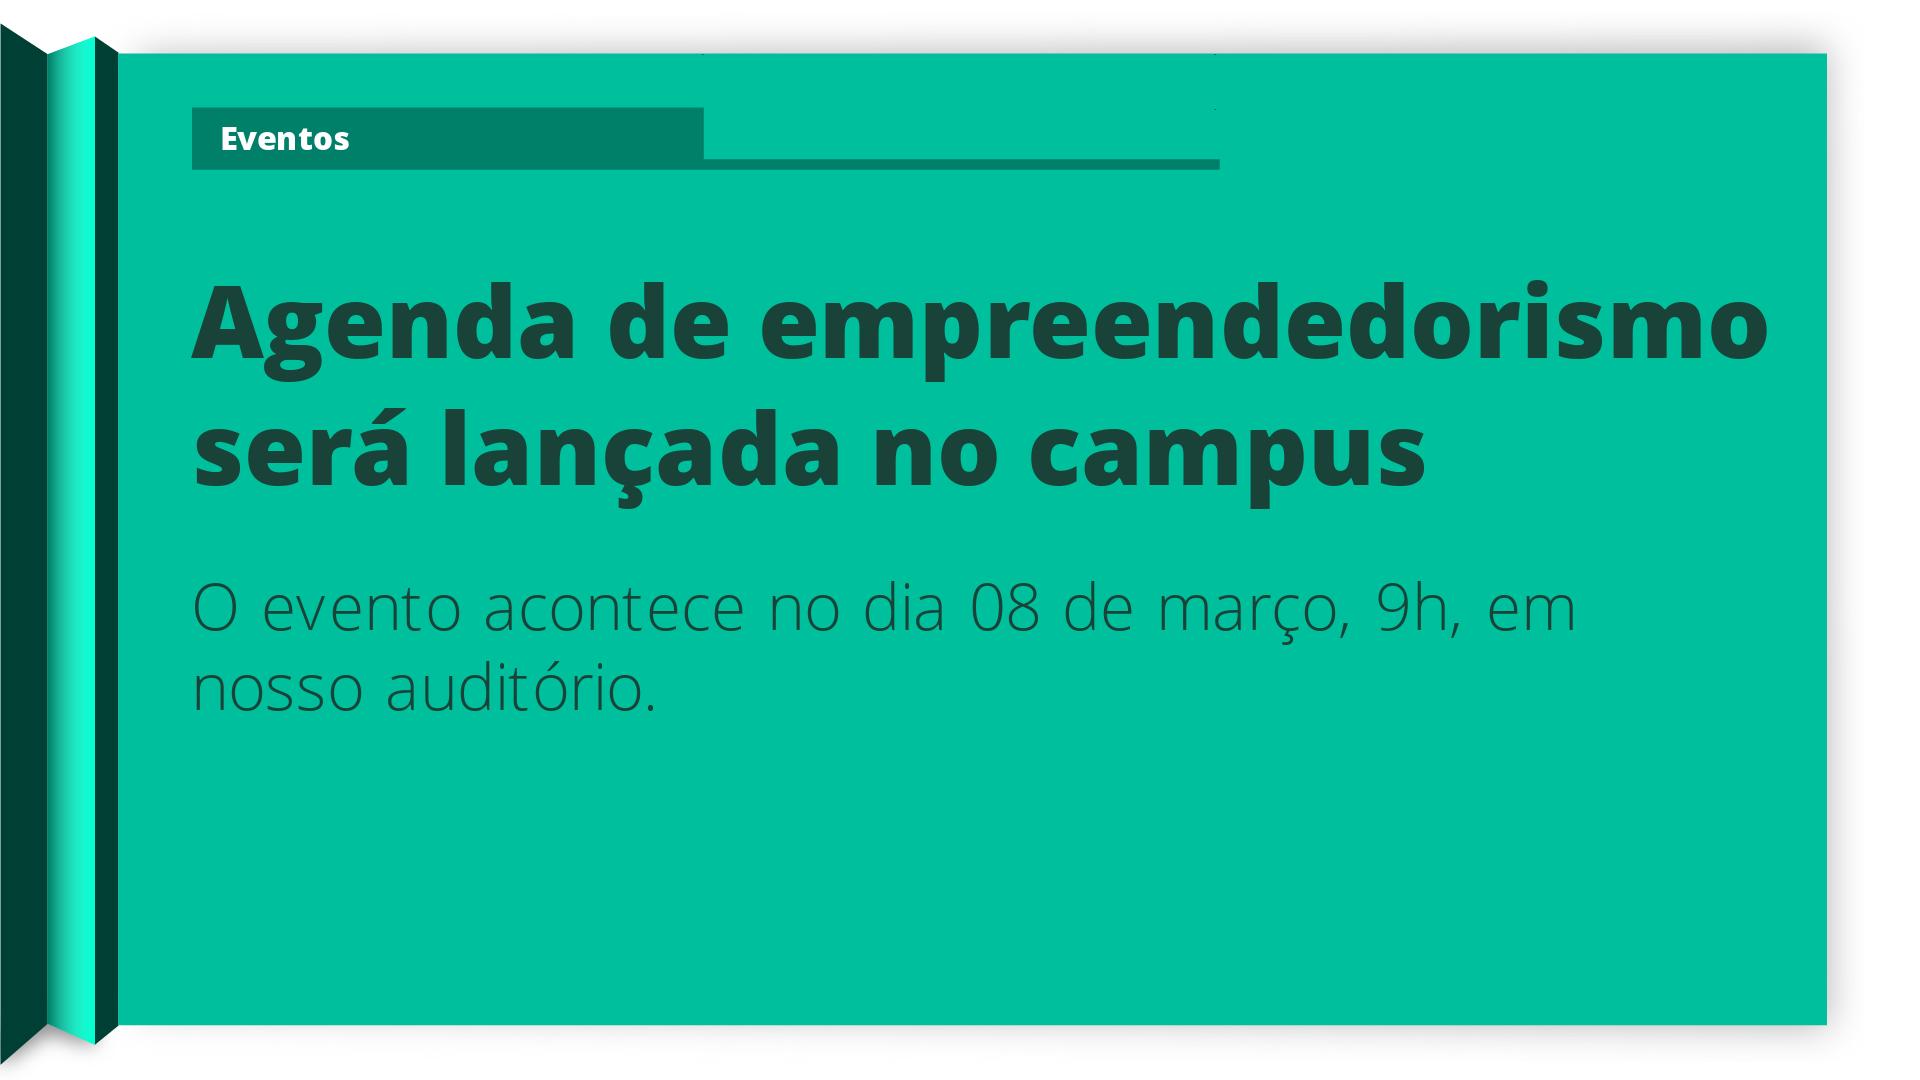 Eventos
Agenda de empreendedorismo
será lançada no campus
O evento acontece no dia 08 de março, 9h, em
nosso auditório.